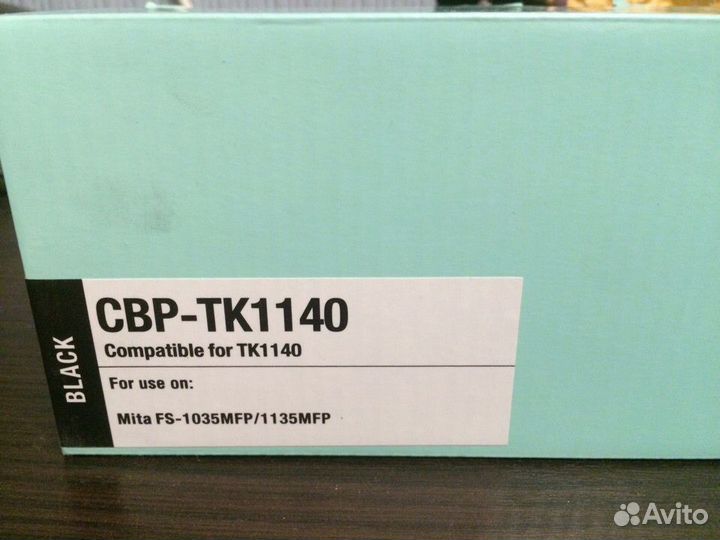 BLACK
CBP-TK1140
Compatible for TK1140
For use on:
Mita FS-1035MFP/1135MFP
Avito